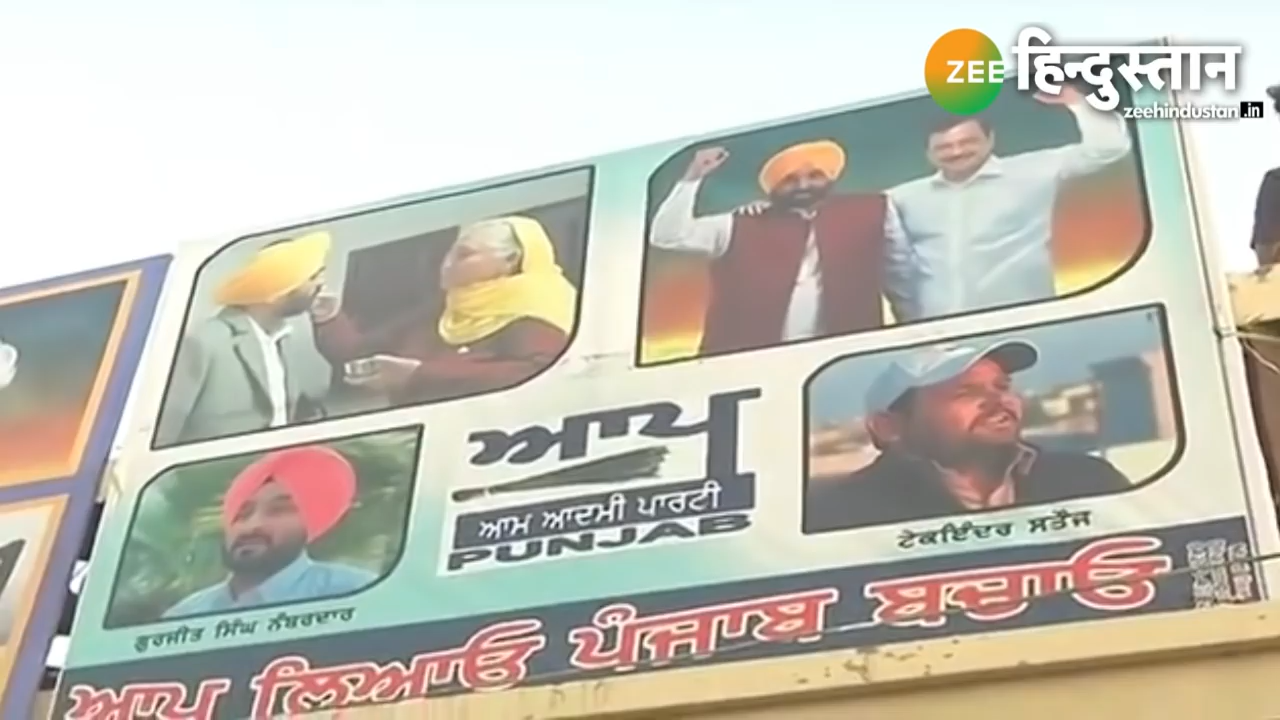 ZEE हिन्दुस्तान
zeehindustan.in
ਆਪ
ਆਮ ਆਦਮੀ ਪਾਰਟੀ
PUNJAB
ਟੇਕਇੰਦਰ ਸਤੌਜ
ਗੁਰਜੀਤ ਸਿੰਘ ਨੰਬਰਦਾਰ
ਆਪ ਲਿਆਓ ਪੰਜਾਬ ਬਚਾਓ